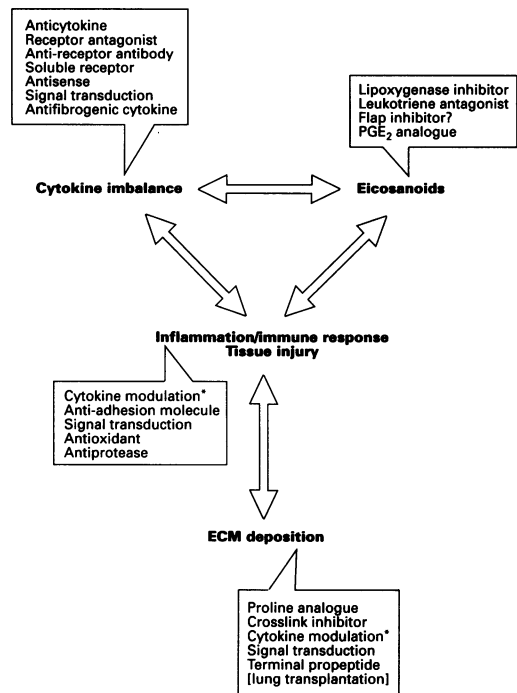 Anticytokine
Receptor antagonist
Anti-receptor antibody
Soluble receptor
Antisense
Signal transduction
Antifibrogenic cytokine
Lipoxygenase inhibitor
Leukotriene antagonist
Flap inhibitor?
PGE₂ analogue
Cytokine imbalance
Eicosanoids
Inflammation/immune response
Tissue injury
Cytokine modulation*
Anti-adhesion molecule
Signal transduction
Antioxidant
Antiprotease
ECM deposition
Proline analogue
Crosslink inhibitor
Cytokine modulation*
Signal transduction
Terminal propeptide
[lung transplantation]